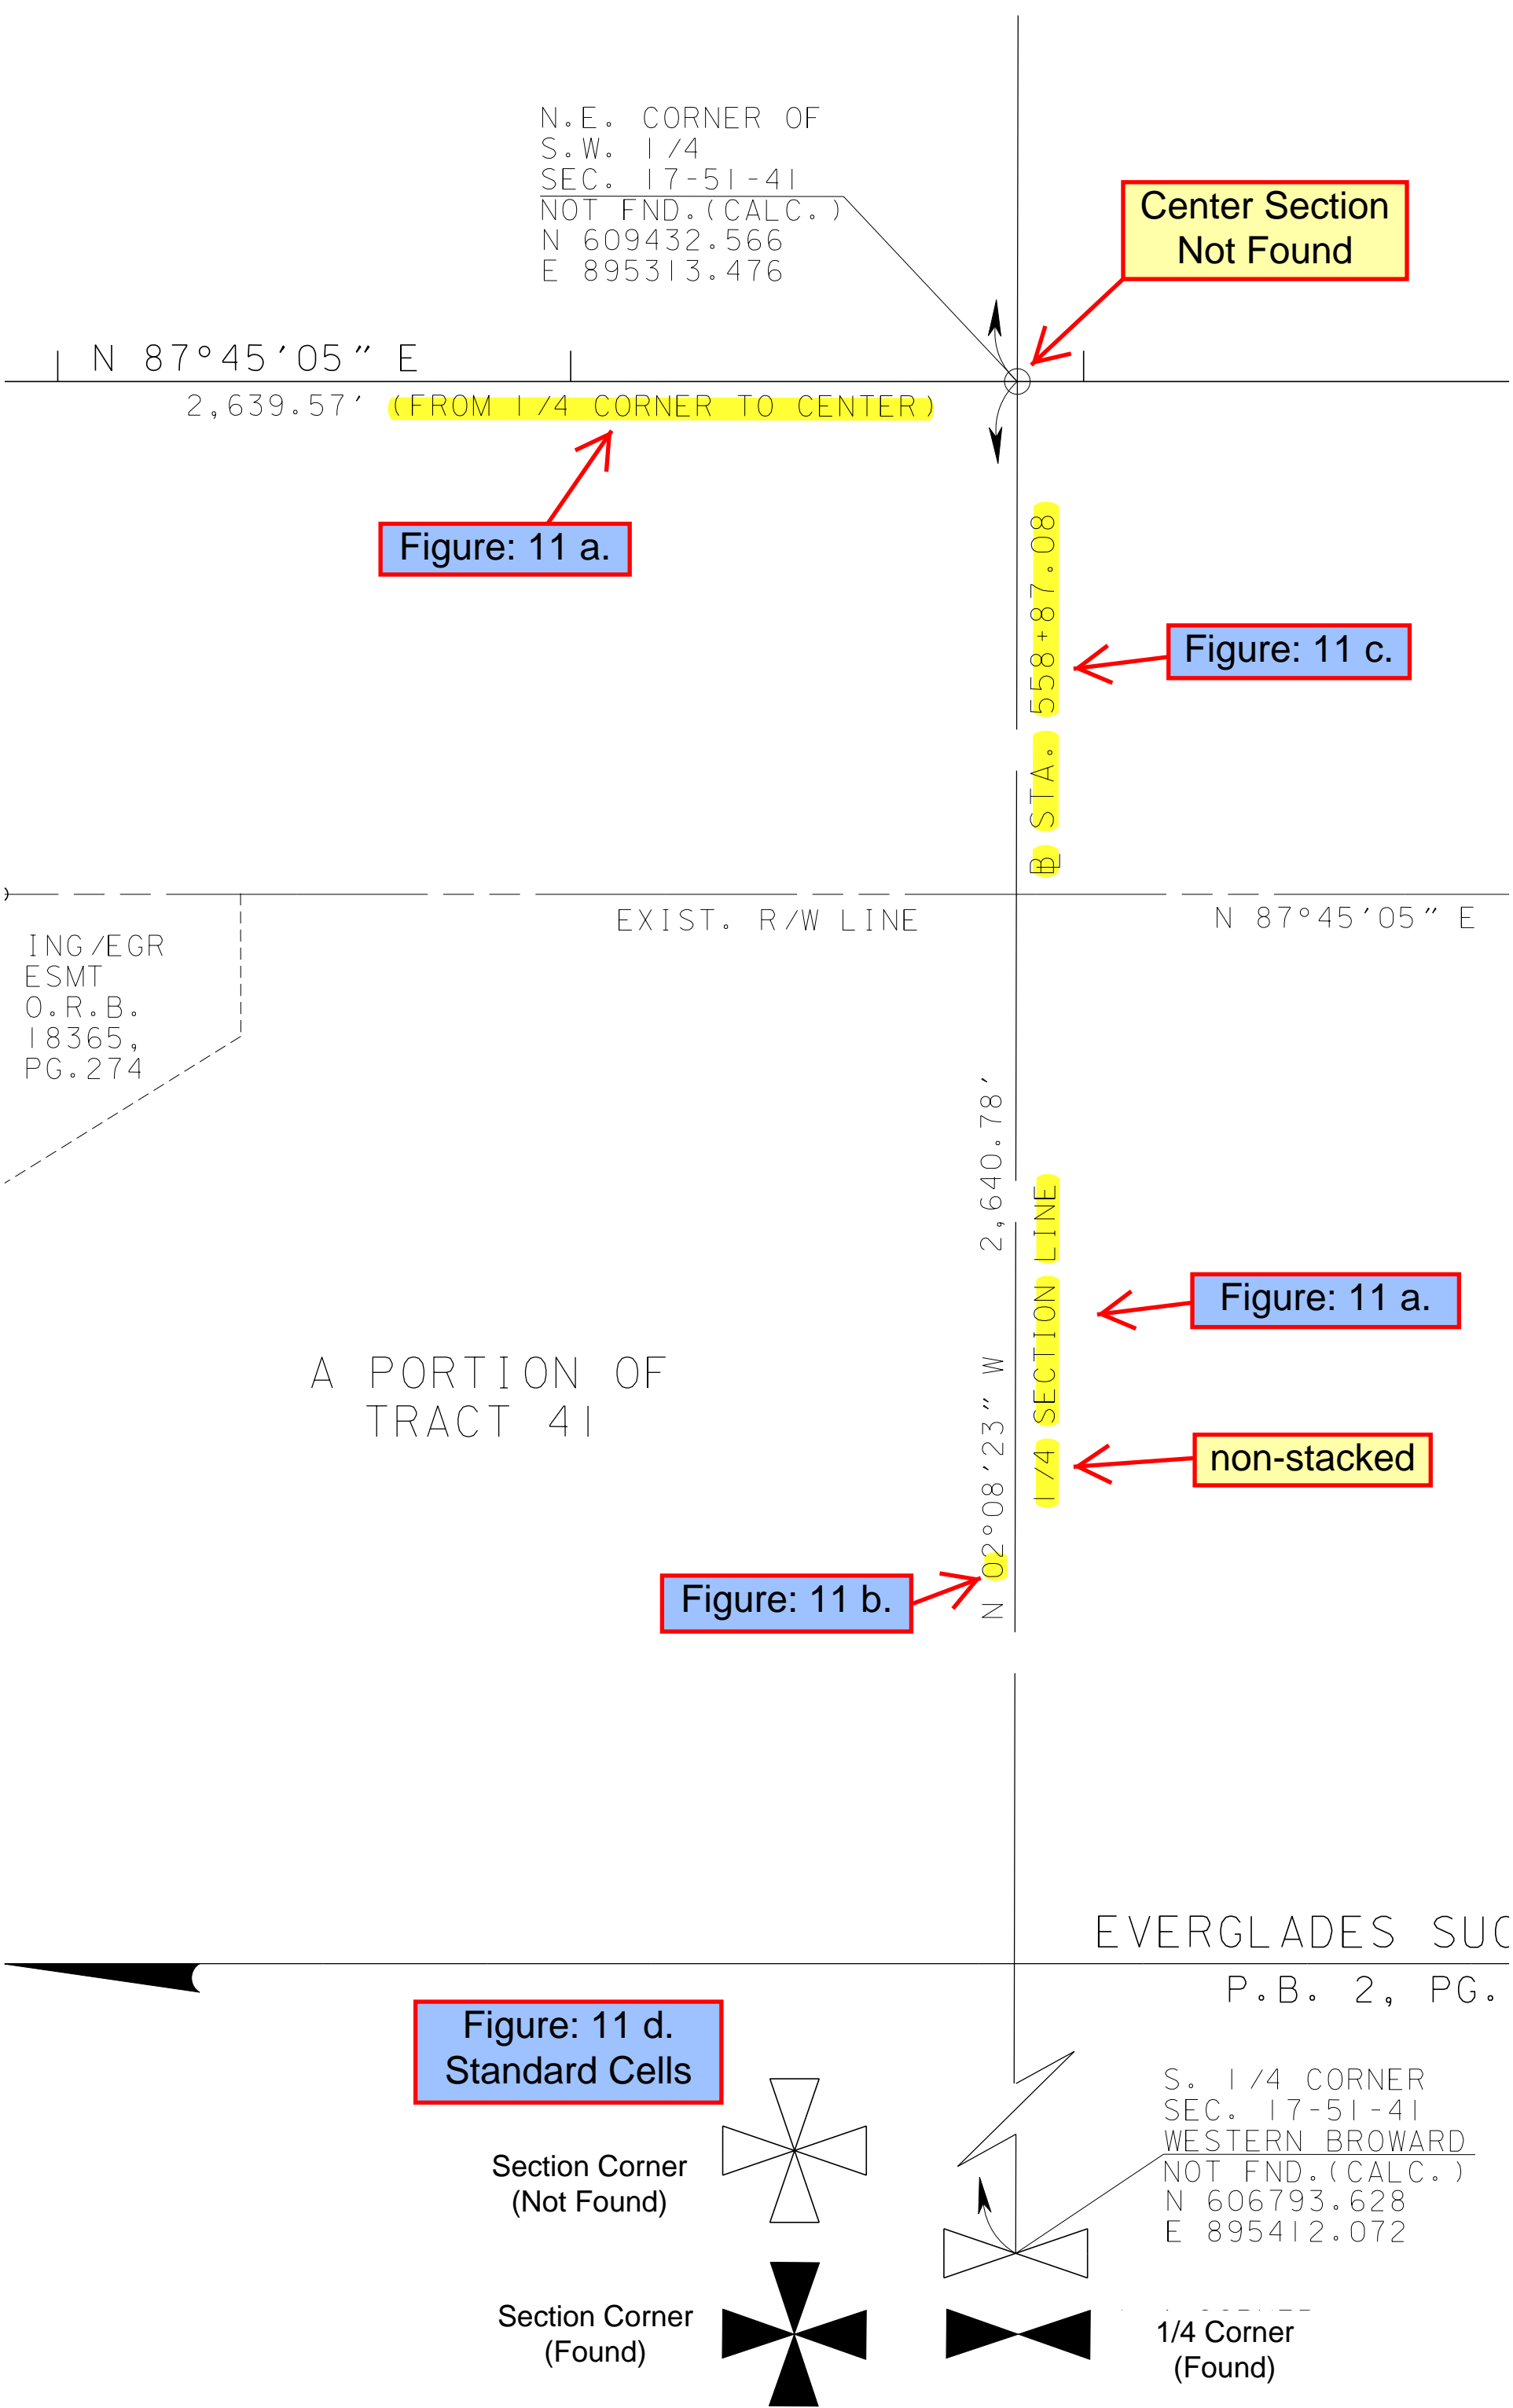 N.E. CORNER OF
S.W. 1/4
SEC. 17-51-41
NOT FND.(CALC.)
N 609432.566
E 895313.476
Center Section
Not Found
N 87°45'05" E
2,639.57' (FROM 1/4 CORNER TO CENTER)
Figure: 11 a.
BL STA. 558+87.08
Figure: 11 c.
EXIST. R/W LINE
N 87°45'05" E
ING/EGR
ESMT
O.R.B.
18365,
PG.274
2,640.78'
1/4 SECTION LINE
Figure: 11 a.
A PORTION OF
TRACT 41
N 02°08'23" W
non-stacked
Figure: 11 b.
EVERGLADES SUG
P.B. 2, PG.
Figure: 11 d.
Standard Cells
S. 1/4 CORNER
SEC. 17-51-41
WESTERN BROWARD
NOT FND.(CALC.)
N 606793.628
E 895412.072
Section Corner
(Not Found)
Section Corner
(Found)
1/4 Corner
(Found)